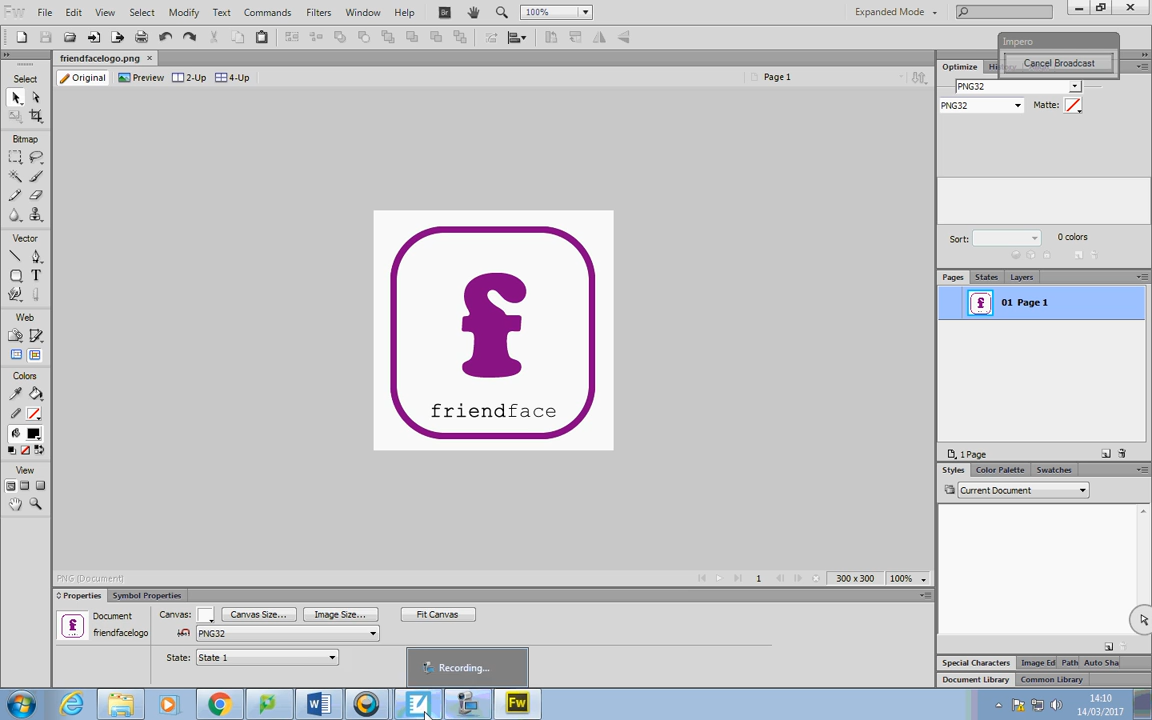 Fw File Edit View Select Modify Text Commands Filters Window Help Br 100% Expanded Mode
Impero
Cancel Broadcast
friendfacelogo.png ×
Original Preview 2-Up 4-Up Page 1
Optimize
PNG32
PNG32 Matte:
Sort: 0 colors
Select
Bitmap
Vector
T
Web
Colors
View
f
friendface
Pages States Layers
01 Page 1
1 Page
Styles Color Palette Swatches
Current Document
PNG (Document) 1 300 x 300 100%
Properties Symbol Properties
Document
friendfacelogo
Canvas: Canvas Size... Image Size... Fit Canvas
PNG32
State: State 1
Recording...
Special Characters Image Ed Path Auto Sha
Document Library Common Library
Fw
14:10
14/03/2017